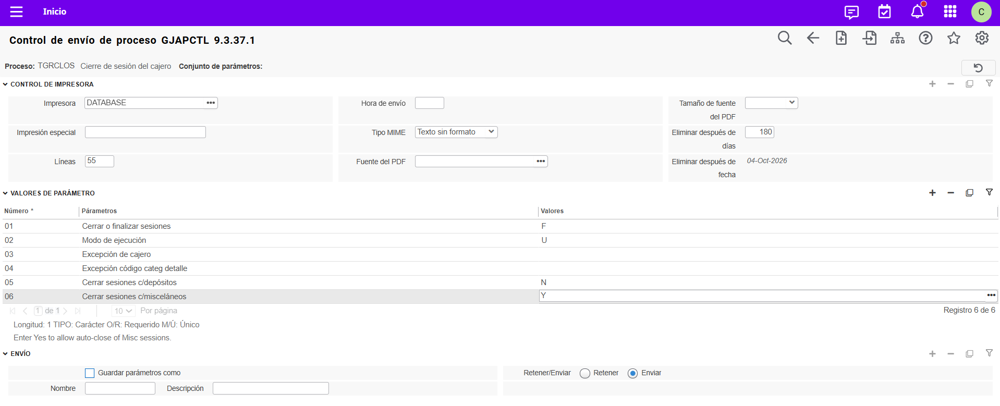 Inicio
C
Control de envío de proceso GJAPCTL 9.3.37.1
Proceso: TGRCLOS Cierre de sesión del cajero Conjunto de parámetros:
CONTROL DE IMPRESORA
Impresora DATABASE ••• Hora de envío Tamaño de fuente del PDF
Impresión especial Tipo MIME Texto sin formato Eliminar después de días 180
Líneas 55 Fuente del PDF ••• Eliminar después de fecha 04-Oct-2026
VALORES DE PARÁMETRO
Número * Párametros Valores
01 Cerrar o finalizar sesiones F
02 Modo de ejecución U
03 Excepción de cajero
04 Excepción código categ detalle
05 Cerrar sesiones c/depósitos N
06 Cerrar sesiones c/misceláneos Y •••
1 de 1 10 Por página Registro 6 de 6
Longitud: 1 TIPO: Carácter O/R: Requerido M/Ú: Único
Enter Yes to allow auto-close of Misc sessions.
ENVÍO
Guardar parámetros como Retener/Enviar Retener Enviar
Nombre Descripción